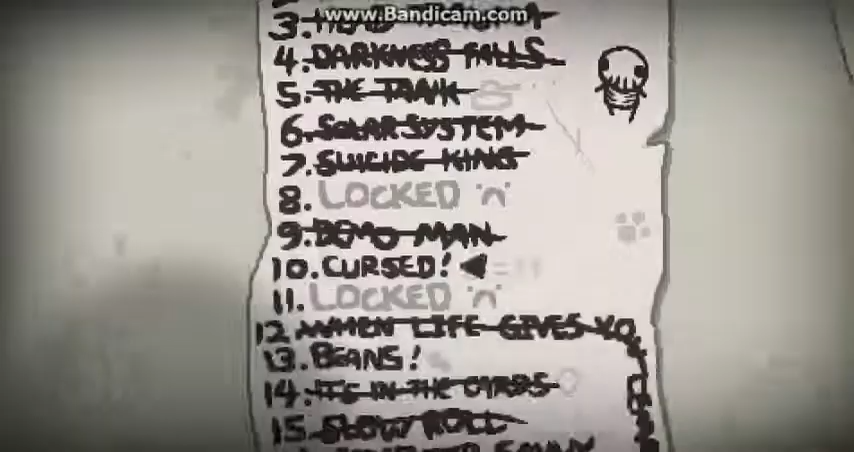 www.Bandicam.com
3.
4. DARKNESS FALLS
5. THE TANK
6. SOLAR SYSTEM
7. SUICIDE KING
8. LOCKED
9. DEMO MAN
10. CURSED!
11. LOCKED
12 WHEN LIFE GIVES YO
13. BEANS!
14. IT'S IN THE CARDS
15. SLOW ROLL